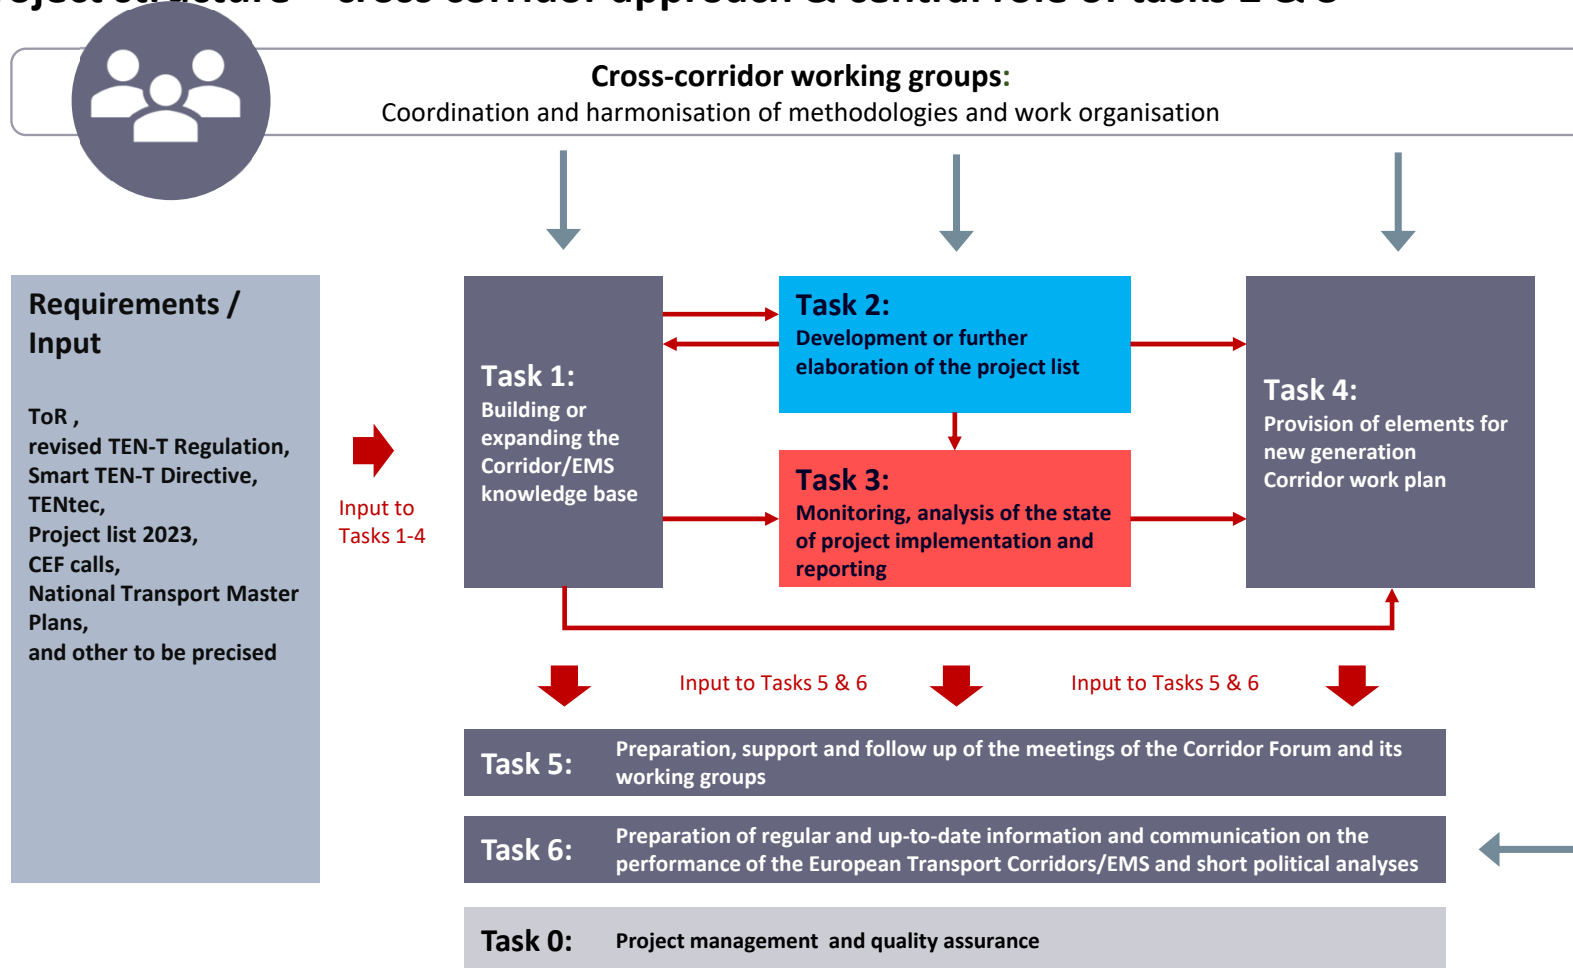 Cross-corridor working groups:
Coordination and harmonisation of methodologies and work organisation
Requirements /
Input
ToR ,
revised TEN-T Regulation,
Smart TEN-T Directive,
TENtec,
Project list 2023,
CEF calls,
National Transport Master
Plans,
and other to be precised
Input to
Tasks 1-4
Task 1:
Building or
expanding the
Corridor/EMS
knowledge base
Task 2:
Development or further
elaboration of the project list
Task 3:
Monitoring, analysis of the state
of project implementation and
reporting
Task 4:
Provision of elements for
new generation
Corridor work plan
Input to Tasks 5 & 6
Input to Tasks 5 & 6
Task 5:
Preparation, support and follow up of the meetings of the Corridor Forum and its
working groups
Task 6:
Preparation of regular and up-to-date information and communication on the
performance of the European Transport Corridors/EMS and short political analyses
Task 0:
Project management  and quality assurance